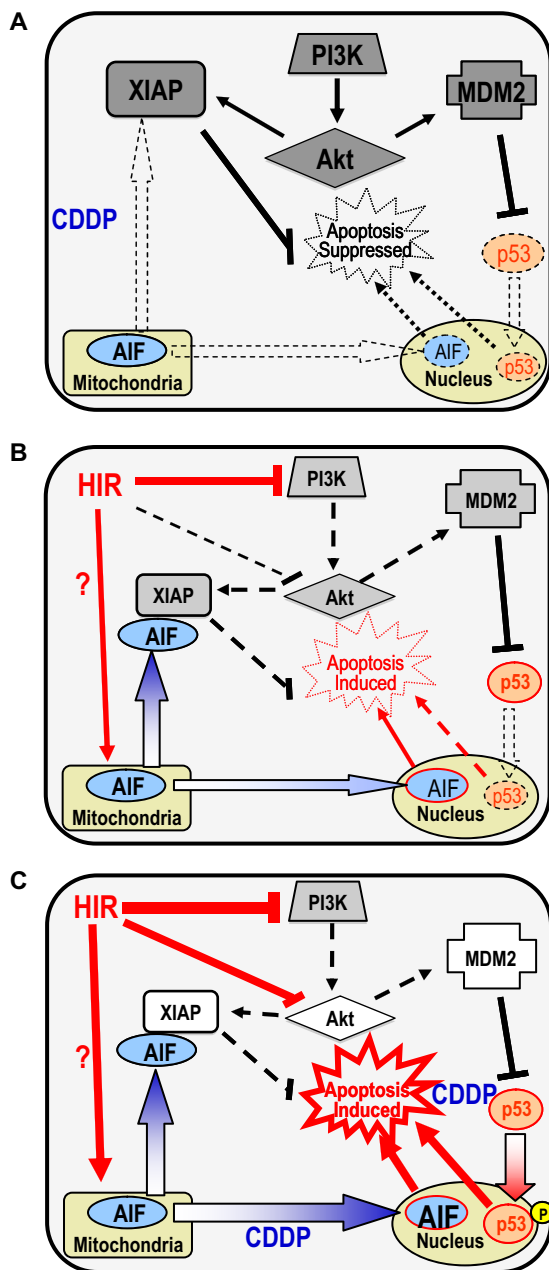 A
PI3K
XIAP
MDM2
Akt
CDDP
Apoptosis
Suppressed
p53
AIF
AIF
p53
Mitochondria
Nucleus
B
HIR
PI3K
MDM2
?
XIAP
Akt
AIF
Apoptosis
Induced
p53
AIF
AIF
p53
Mitochondria
Nucleus
C
HIR
PI3K
MDM2
XIAP
Akt
?
AIF
Apoptosis
Induced
CDDP
p53
AIF
AIF
p53
P
Mitochondria
CDDP
Nucleus